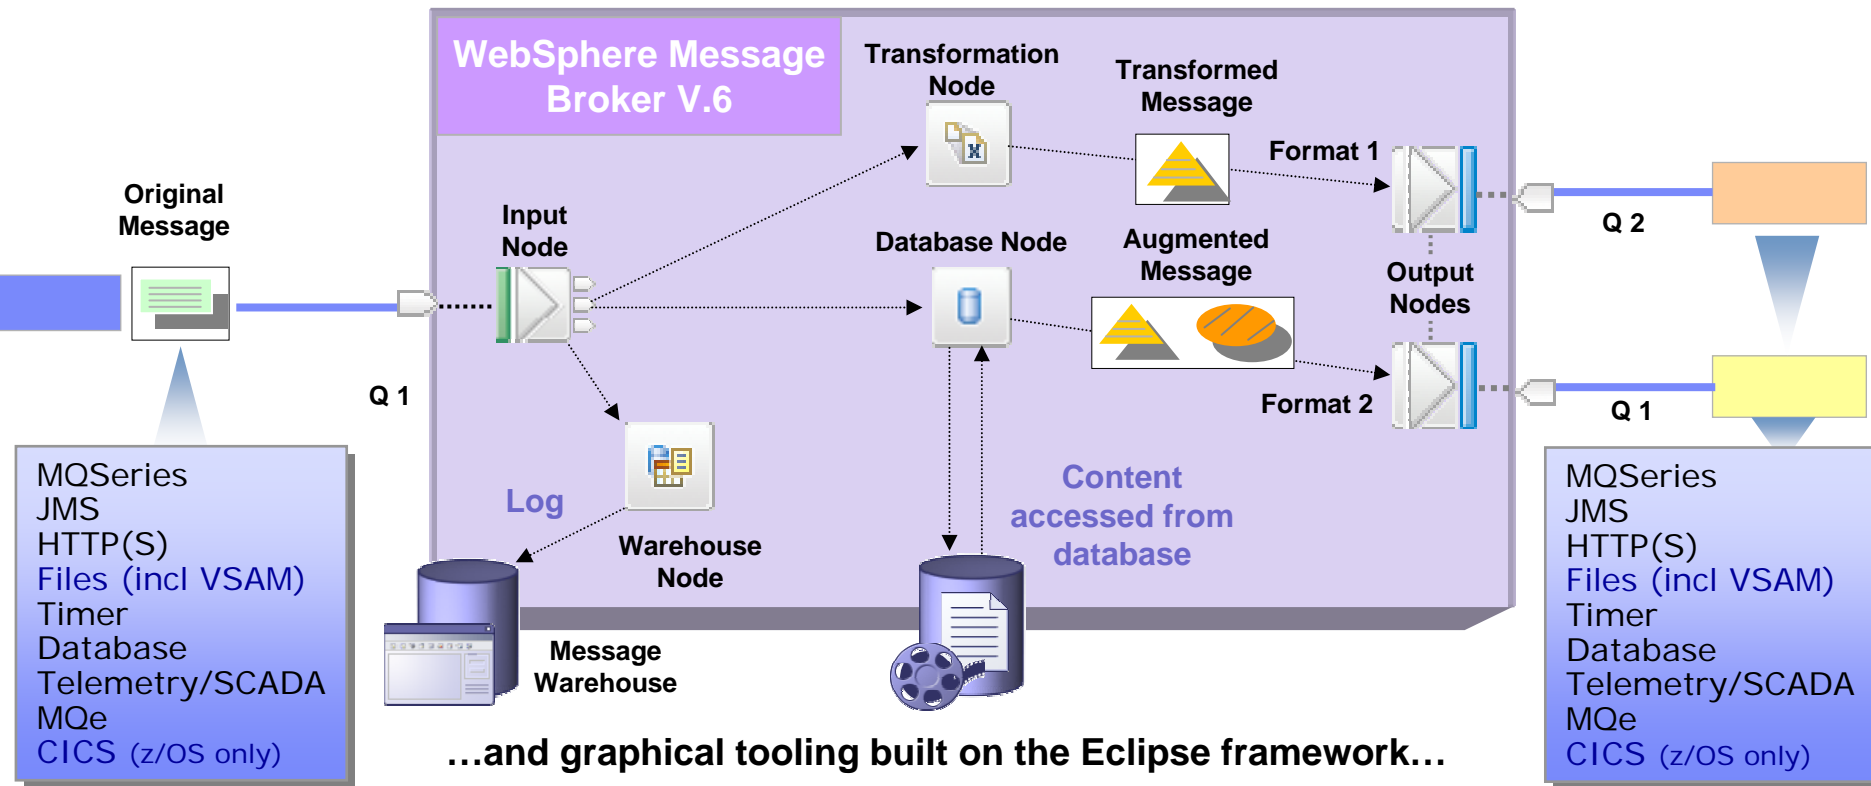 WebSphere Message
Broker V.6
Transformation
Node
Transformed
Message
Format 1
Original
Message
Input
Node
Database Node
Augmented
Message
Output
Nodes
Q 2
Q 1
Format 2
Q 1
Log
Content
accessed from
database
Warehouse
Node
Message
Warehouse
MQSeries
JMS
HTTP(S)
Files (incl VSAM)
Timer
Database
Telemetry/SCADA
MQe
CICS (z/OS only)
MQSeries
JMS
HTTP(S)
Files (incl VSAM)
Timer
Database
Telemetry/SCADA
MQe
CICS (z/OS only)
…and graphical tooling built on the Eclipse framework…